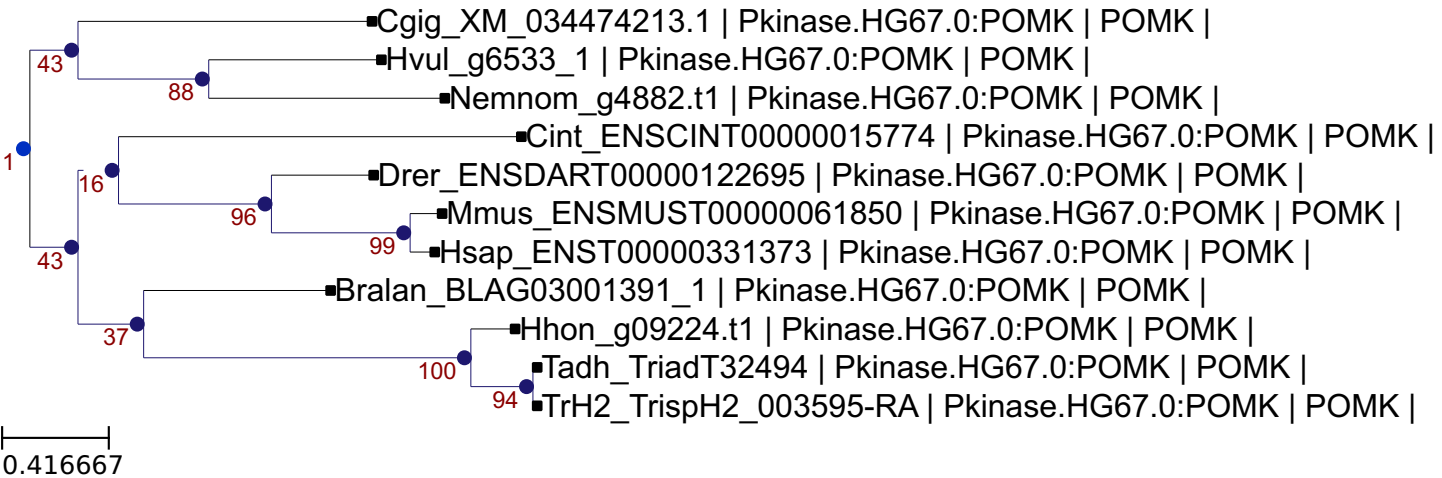 Cgig_XM_034474213.1 | Pkinase.HG67.0:POMK | POMK |
43
Hvul_g6533_1 | Pkinase.HG67.0:POMK | POMK |
88
Nemnom_g4882.t1 | Pkinase.HG67.0:POMK | POMK |
Cint_ENSCINT00000015774 | Pkinase.HG67.0:POMK | POMK |
1
16
Drer_ENSDART00000122695 | Pkinase.HG67.0:POMK | POMK |
96
Mmus_ENSMUST00000061850 | Pkinase.HG67.0:POMK | POMK |
99
Hsap_ENST00000331373 | Pkinase.HG67.0:POMK | POMK |
43
Bralan_BLAG03001391_1 | Pkinase.HG67.0:POMK | POMK |
37
Hhon_g09224.t1 | Pkinase.HG67.0:POMK | POMK |
100
Tadh_TriadT32494 | Pkinase.HG67.0:POMK | POMK |
94
TrH2_TrispH2_003595-RA | Pkinase.HG67.0:POMK | POMK |
0.416667